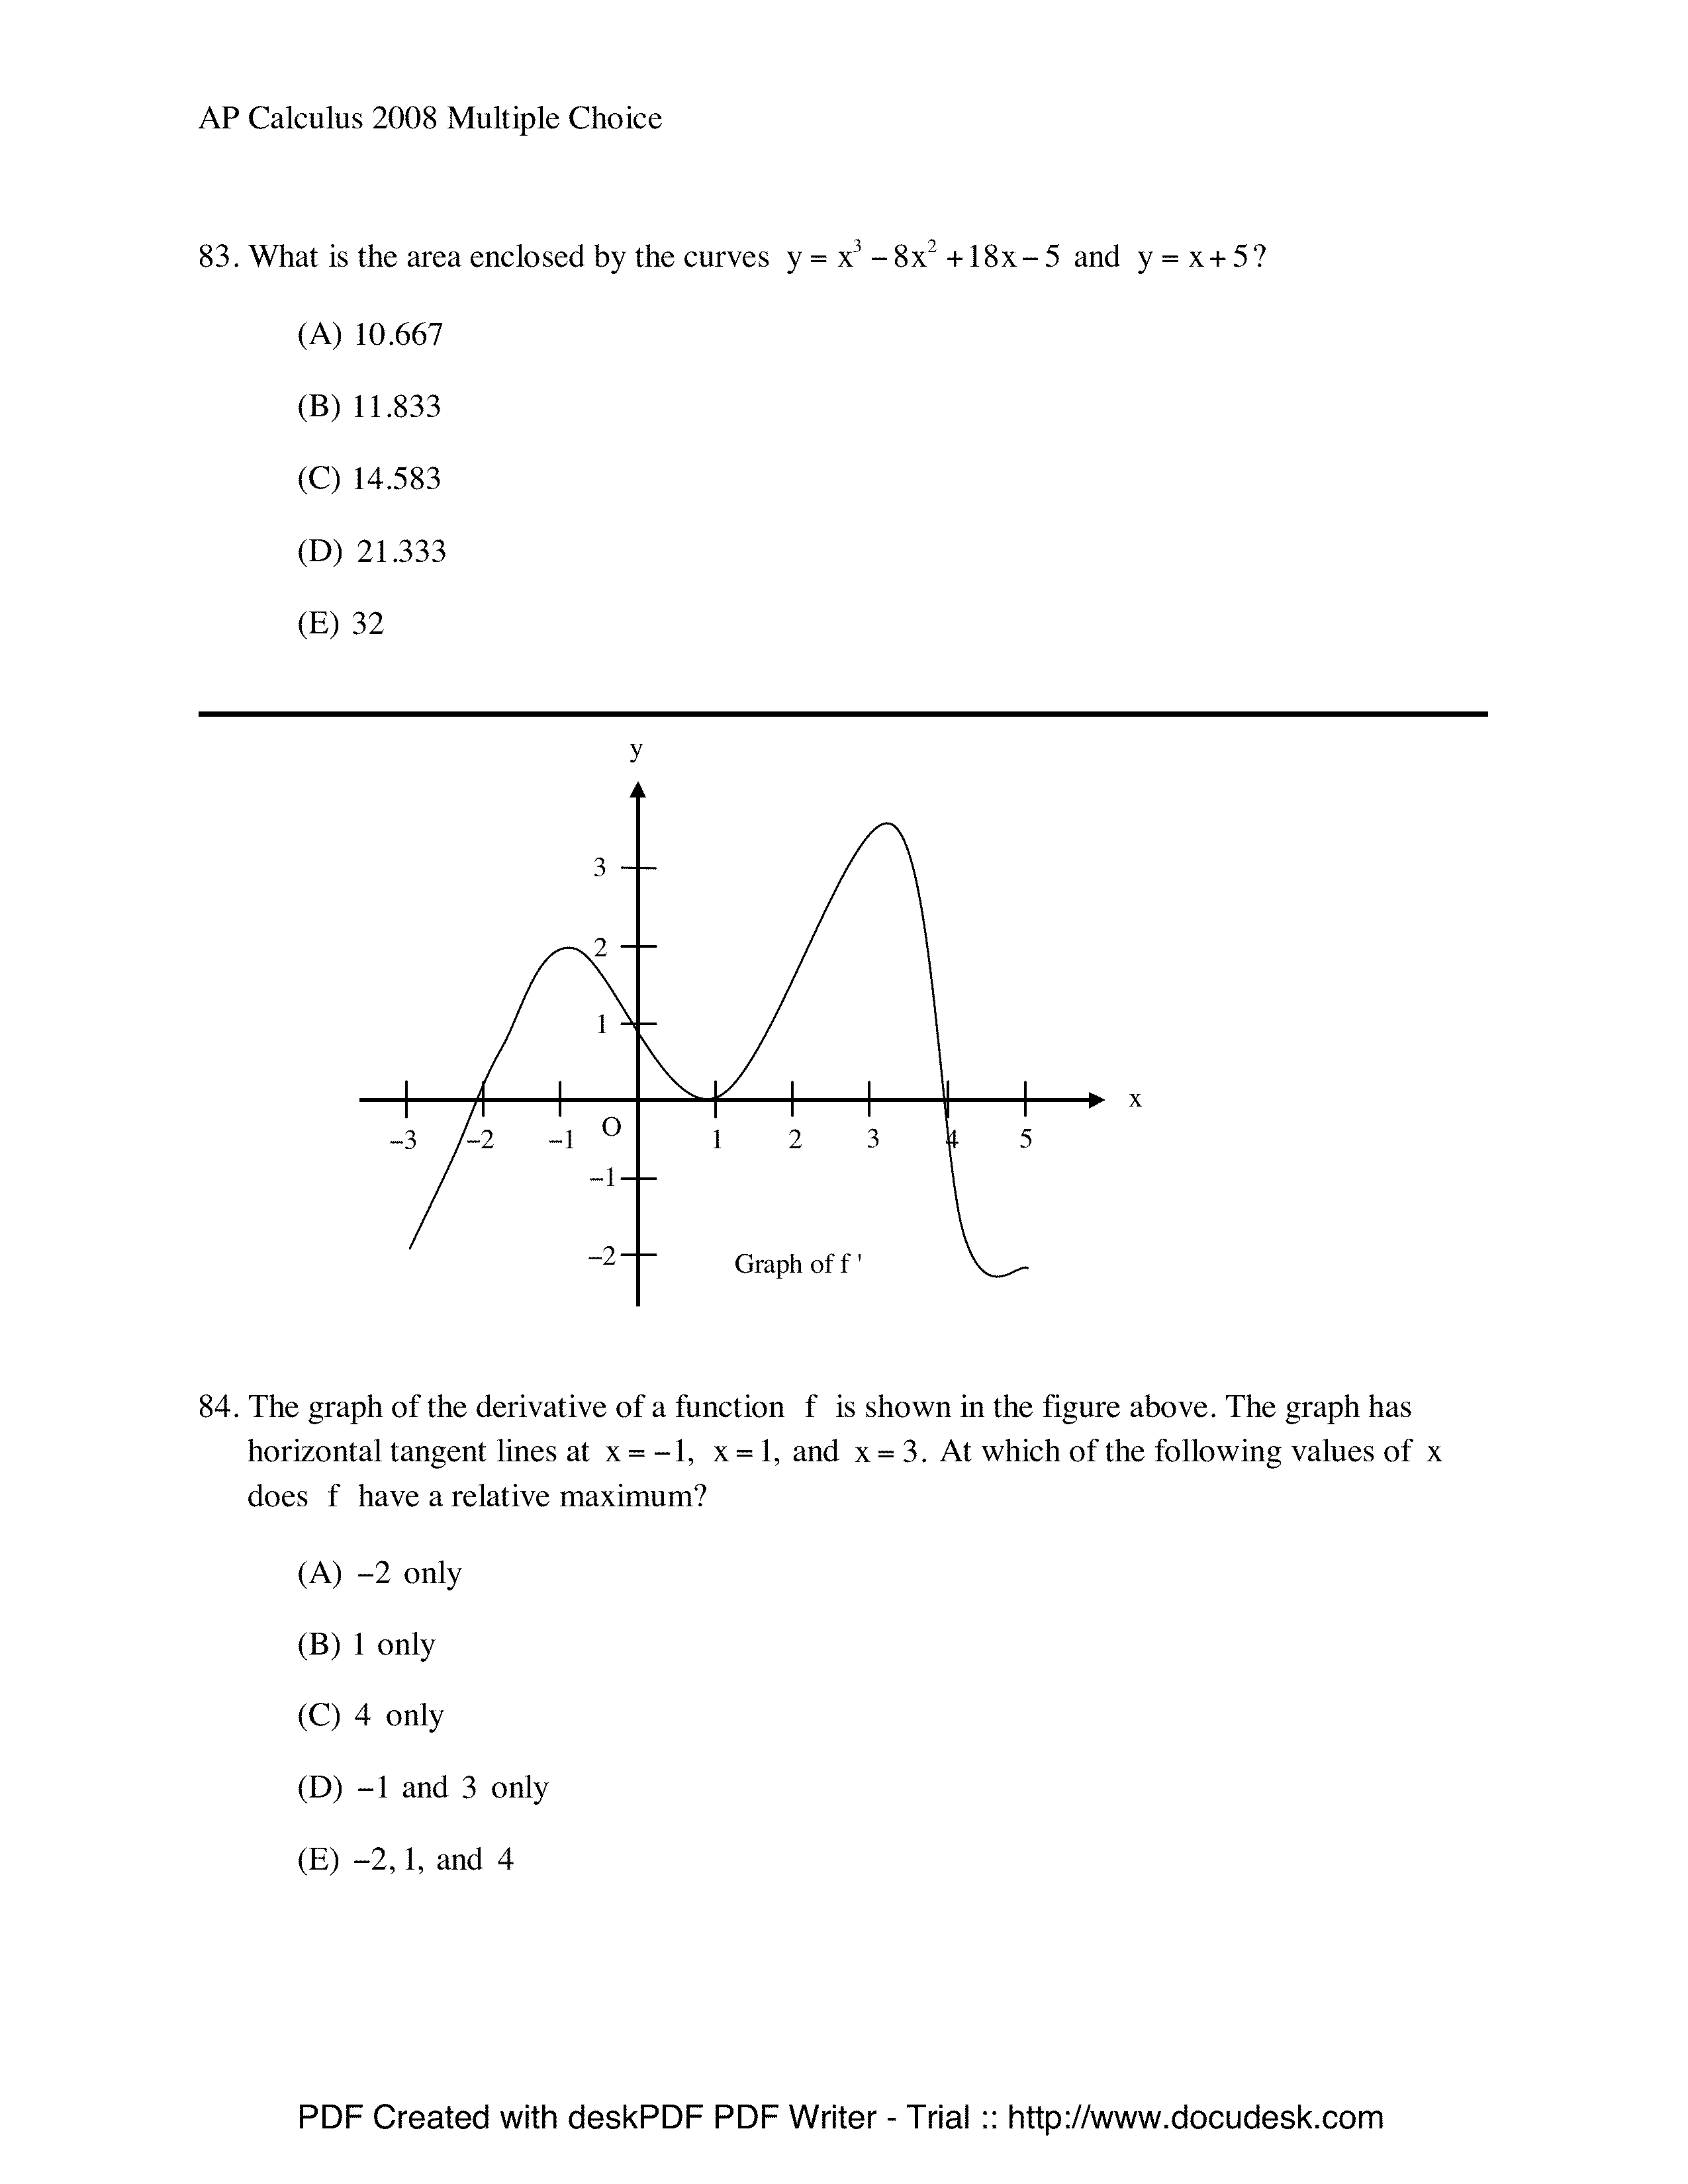 AP Calculus 2008 Multiple Choice
83. What is the area enclosed by the curves y = x³ – 8x² + 18x – 5 and y = x + 5?
(A) 10.667
(B) 11.833
(C) 14.583
(D) 21.333
(E) 32
y
3
2
1
x
O
–3 –2 –1 1 2 3 4 5
–1
–2
Graph of f '
84. The graph of the derivative of a function f is shown in the figure above. The graph has
horizontal tangent lines at x = –1, x = 1, and x = 3. At which of the following values of x
does f have a relative maximum?
(A) –2 only
(B) 1 only
(C) 4 only
(D) –1 and 3 only
(E) –2, 1, and 4
PDF Created with deskPDF PDF Writer - Trial :: http://www.docudesk.com